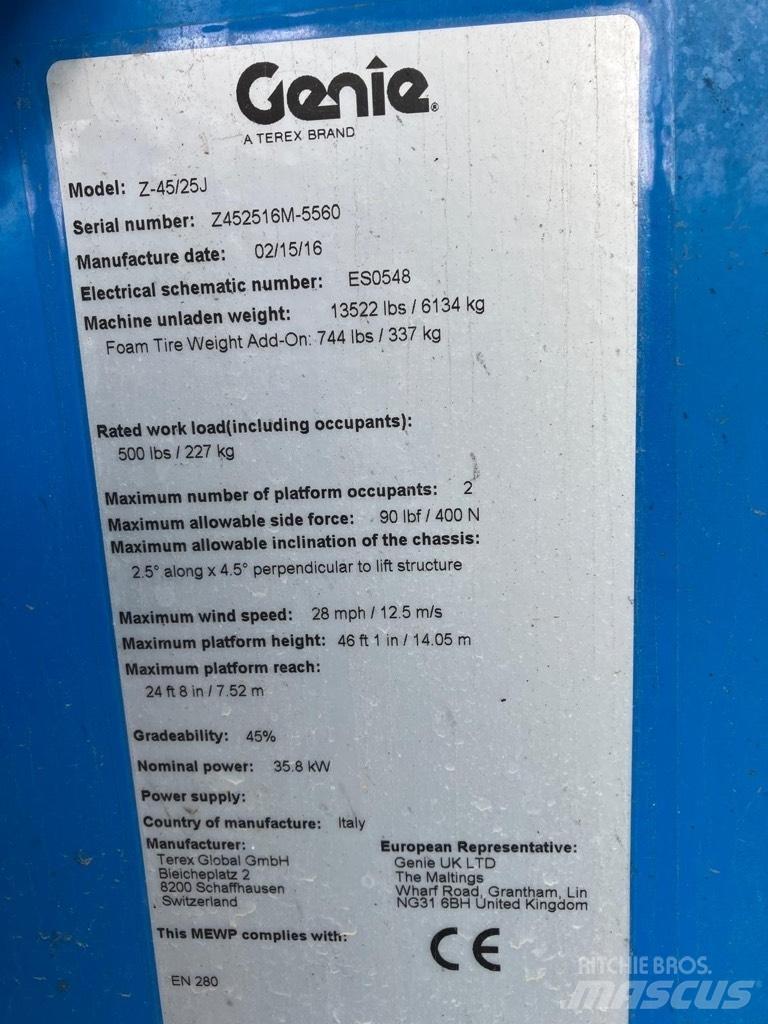 Genie®
A TEREX BRAND
Model: Z-45/25J
Serial number: Z452516M-5560
Manufacture date: 02/15/16
Electrical schematic number: ES0548
Machine unladen weight: 13522 lbs / 6134 kg
Foam Tire Weight Add-On: 744 lbs / 337 kg
Rated work load(including occupants):
500 lbs / 227 kg
Maximum number of platform occupants: 2
Maximum allowable side force: 90 lbf / 400 N
Maximum allowable inclination of the chassis:
2.5° along x 4.5° perpendicular to lift structure
Maximum wind speed: 28 mph / 12.5 m/s
Maximum platform height: 46 ft 1 in / 14.05 m
Maximum platform reach:
24 ft 8 in / 7.52 m
Gradeability: 45%
Nominal power: 35.8 kW
Power supply:
Country of manufacture: Italy
Manufacturer:
Terex Global GmbH
Bleicheplatz 2
8200 Schaffhausen
Switzerland
European Representative:
Genie UK LTD
The Maltings
Wharf Road, Grantham, Lin
NG31 6BH United Kingdom
This MEWP complies with:
CE
EN 280
RITCHIE BROS.
MASCUS